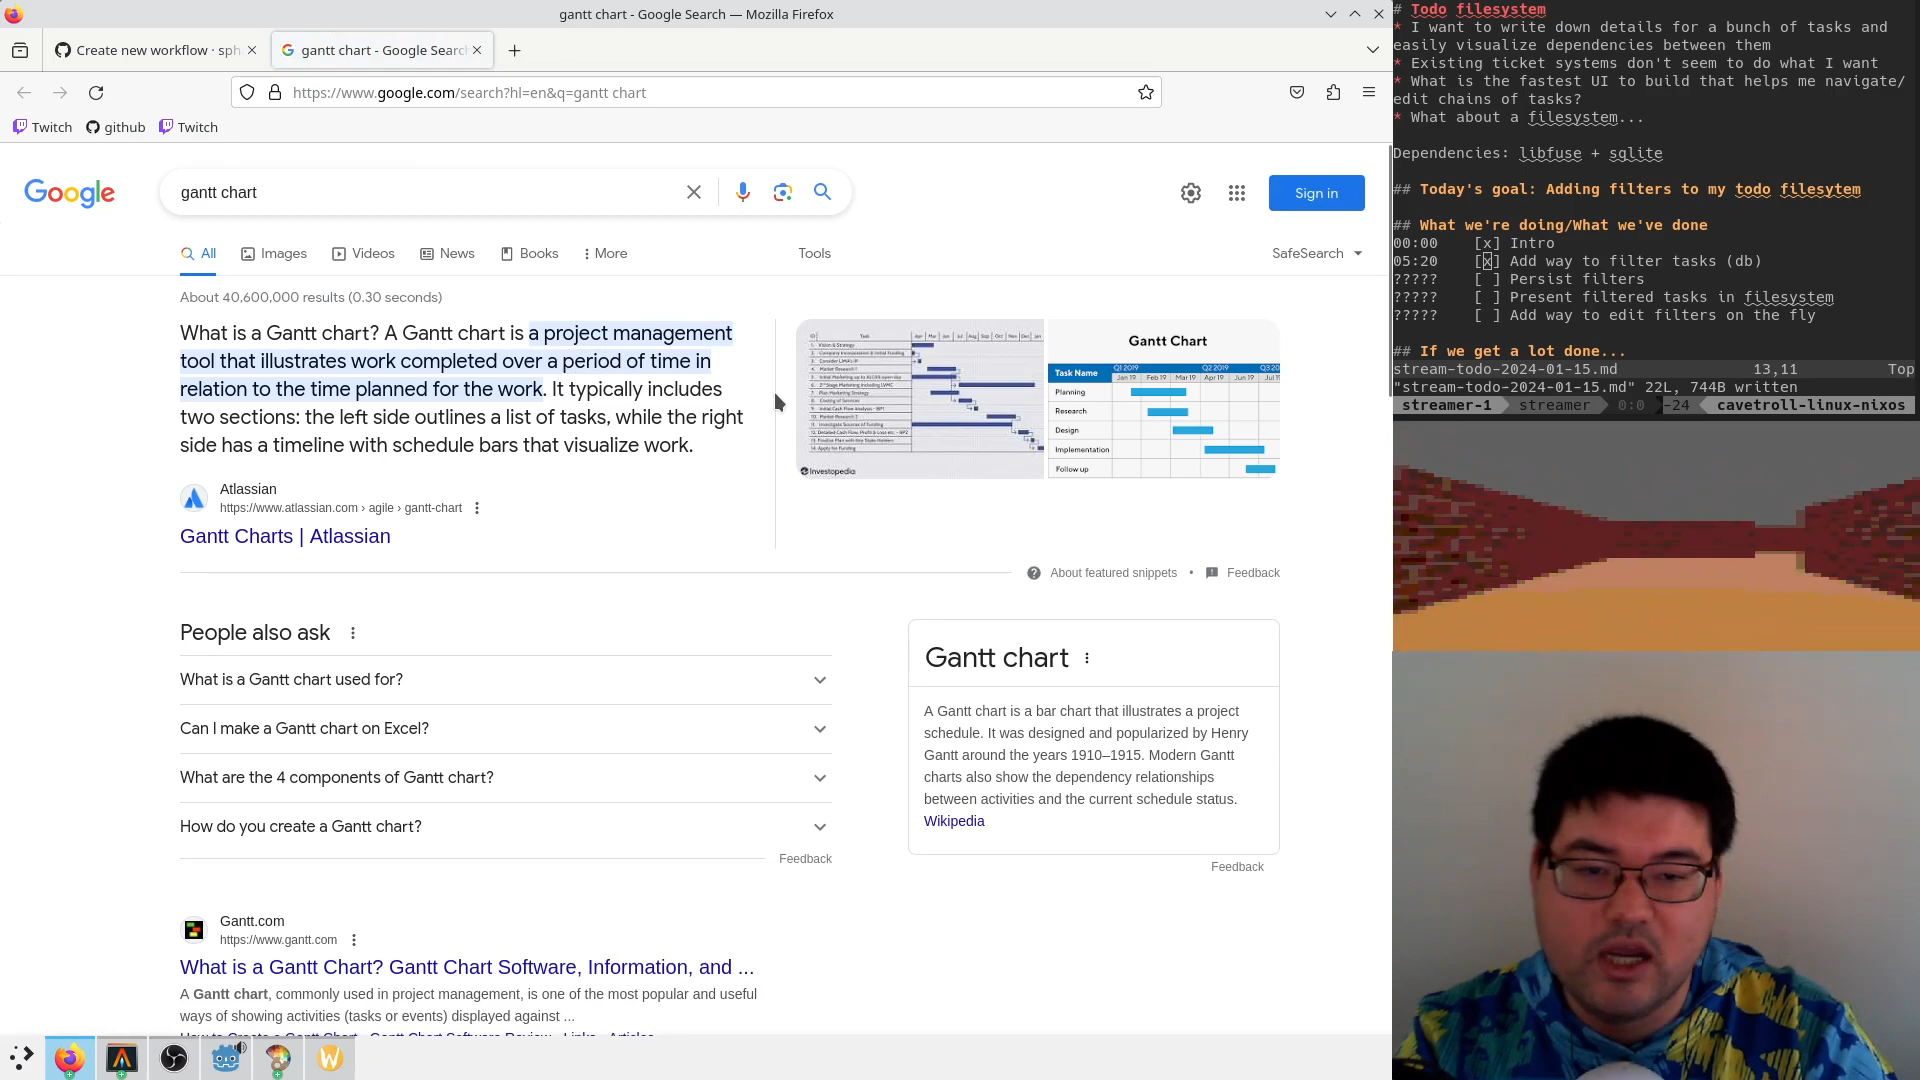 gantt chart - Google Search — Mozilla Firefox
Create new workflow · sph
gantt chart - Google Search
https://www.google.com/search?hl=en&q=gantt chart
Twitch
github
Twitch
Google
gantt chart
Sign in
All
Images
Videos
News
Books
More
Tools
SafeSearch
About 40,600,000 results (0.30 seconds)
What is a Gantt chart? A Gantt chart is a project management
tool that illustrates work completed over a period of time in
relation to the time planned for the work. It typically includes
two sections: the left side outlines a list of tasks, while the right
side has a timeline with schedule bars that visualize work.
Investopedia
Gantt Chart
Task Name
Q1 2019
Q2 2019
Q3 20
Jan 19
Feb 19
Mar 19
Apr 19
Jun 19
Planning
Research
Design
Implementation
Follow up
Atlassian
https://www.atlassian.com › agile › gantt-chart
Gantt Charts | Atlassian
About featured snippets
•
Feedback
People also ask
What is a Gantt chart used for?
Can I make a Gantt chart on Excel?
What are the 4 components of Gantt chart?
How do you create a Gantt chart?
Feedback
Gantt chart
A Gantt chart is a bar chart that illustrates a project
schedule. It was designed and popularized by Henry
Gantt around the years 1910–1915. Modern Gantt
charts also show the dependency relationships
between activities and the current schedule status.
Wikipedia
Feedback
Gantt.com
https://www.gantt.com
What is a Gantt Chart? Gantt Chart Software, Information, and ...
A Gantt chart, commonly used in project management, is one of the most popular and useful
ways of showing activities (tasks or events) displayed against ...
# Todo filesystem
* I want to write down details for a bunch of tasks and
easily visualize dependencies between them
* Existing ticket systems don't seem to do what I want
* What is the fastest UI to build that helps me navigate/
edit chains of tasks?
* What about a filesystem...
Dependencies: libfuse + sqlite
## Today's goal: Adding filters to my todo filesytem
## What we're doing/What we've done
00:00 [x] Intro
05:20 [x] Add way to filter tasks (db)
????? [ ] Persist filters
????? [ ] Present filtered tasks in filesystem
????? [ ] Add way to edit filters on the fly
## If we get a lot done...
stream-todo-2024-01-15.md 13,11 Top
"stream-todo-2024-01-15.md" 22L, 744B written
streamer-1 streamer 0:0 -24 cavetroll-linux-nixos